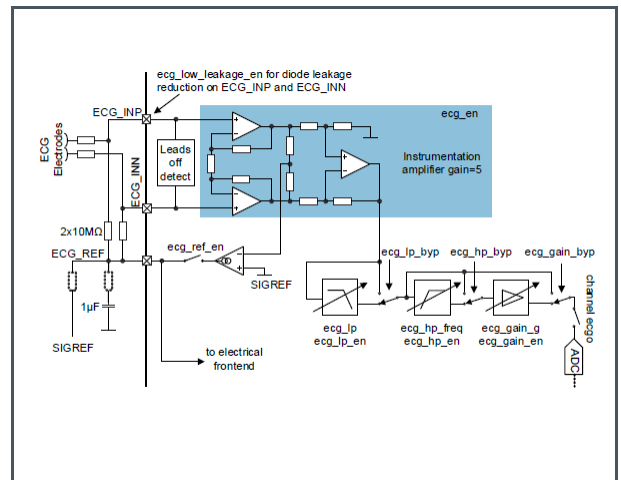 ecg_low_leakage_en for diode leakage
reduction on ECG_INP and ECG_INN
ECG_INP
ecg_en
ECG
Electrodes
Leads
off
detect
Instrumentation
amplifier gain=5
ECG_INN
2x10MΩ
ECG_REF
ecg_ref_en
ecg_lp_byp
ecg_hp_byp
ecg_gain_byp
SIGREF
1µF
channel ecgo
ecg_lp
ecg_lp_en
ecg_hp_freq
ecg_hp_en
ecg_gain_g
ecg_gain_en
SIGREF
to electrical
frontend
ADC